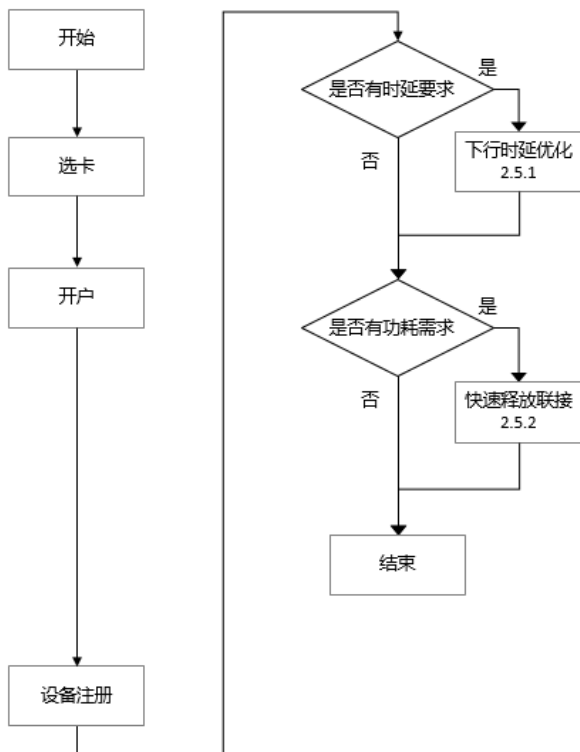 开始
选卡
开户
设备注册
是否有时延要求
是
否
下行时延优化
2.5.1
是否有功耗需求
是
否
快速释放联接
2.5.2
结束